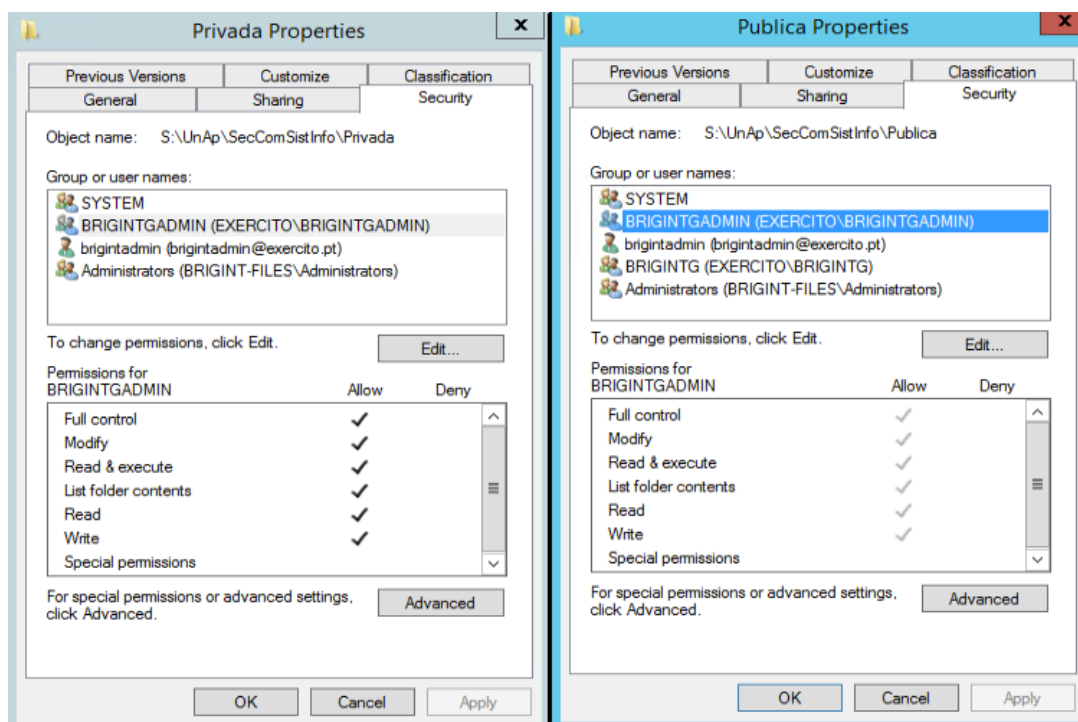 Privada Properties
x
Previous Versions
Customize
Classification
General
Sharing
Security
Object name: S:\UnAp\SecComSistInfo\Privada
Group or user names:
SYSTEM
BRIGINTGADMIN (EXERCITO\BRIGINTGADMIN)
brigintadmin (brigintadmin@exercito.pt)
Administrators (BRIGINT-FILES\Administrators)
To change permissions, click Edit.
Edit...
Permissions for
BRIGINTGADMIN
Allow
Deny
Full control
Modify
Read & execute
List folder contents
Read
Write
Special permissions
For special permissions or advanced settings,
click Advanced.
Advanced
OK
Cancel
Apply
Publica Properties
x
Previous Versions
Customize
Classification
General
Sharing
Security
Object name: S:\UnAp\SecComSistInfo\Publica
Group or user names:
SYSTEM
BRIGINTGADMIN (EXERCITO\BRIGINTGADMIN)
brigintadmin (brigintadmin@exercito.pt)
BRIGINTG (EXERCITO\BRIGINTG)
Administrators (BRIGINT-FILES\Administrators)
To change permissions, click Edit.
Edit...
Permissions for
BRIGINTGADMIN
Allow
Deny
Full control
Modify
Read & execute
List folder contents
Read
Write
Special permissions
For special permissions or advanced settings,
click Advanced.
Advanced
OK
Cancel
Apply